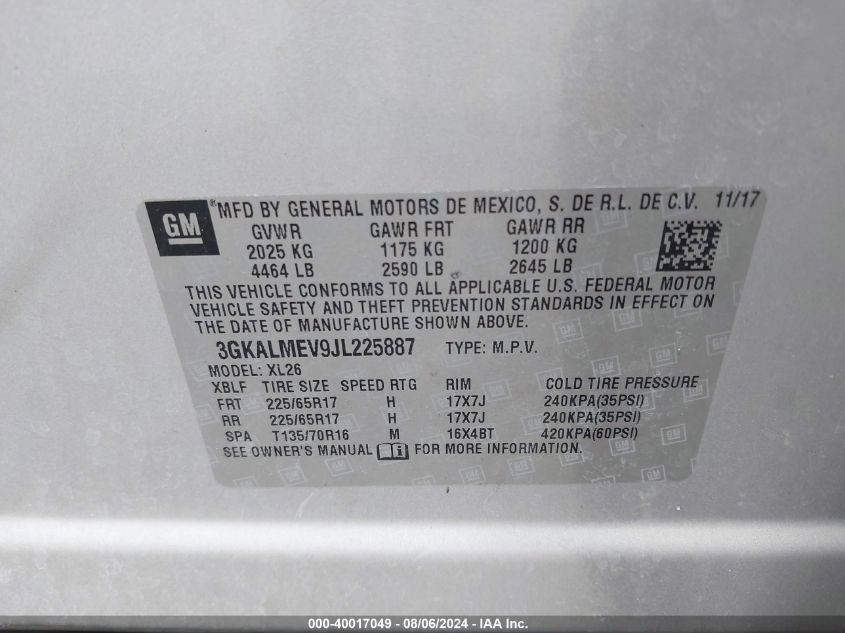 GM ® MFD BY GENERAL MOTORS DE MEXICO, S. DE R.L. DE C.V. 11/17
GVWR GAWR FRT GAWR RR
2025 KG 1175 KG 1200 KG
4464 LB 2590 LB 2645 LB
THIS VEHICLE CONFORMS TO ALL APPLICABLE U.S. FEDERAL MOTOR
VEHICLE SAFETY AND THEFT PREVENTION STANDARDS IN EFFECT ON
THE DATE OF MANUFACTURE SHOWN ABOVE.
3GKALMEV9JL225887 TYPE: M.P.V.
MODEL: XL26
XBLF TIRE SIZE SPEED RTG RIM COLD TIRE PRESSURE
FRT 225/65R17 H 17X7J 240KPA(35PSI)
RR 225/65R17 H 17X7J 240KPA(35PSI)
SPA T135/70R16 M 16X4BT 420KPA(60PSI)
SEE OWNER'S MANUAL i FOR MORE INFORMATION.
000-40017049 - 08/06/2024 - IAA Inc.